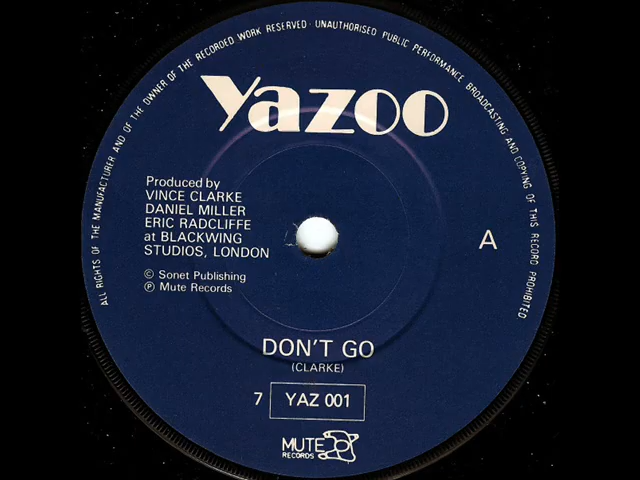 ALL RIGHTS OF THE MANUFACTURER AND OF THE OWNER OF THE RECORDED WORK RESERVED · UNAUTHORISED PUBLIC PERFORMANCE BROADCASTING AND COPYING OF THIS RECORD PROHIBITED
Yazoo
Produced by
VINCE CLARKE
DANIEL MILLER
ERIC RADCLIFFE
at BLACKWING
STUDIOS, LONDON
© Sonet Publishing
℗ Mute Records
A
DON'T GO
(CLARKE)
7 YAZ 001
MUTE
RECORDS